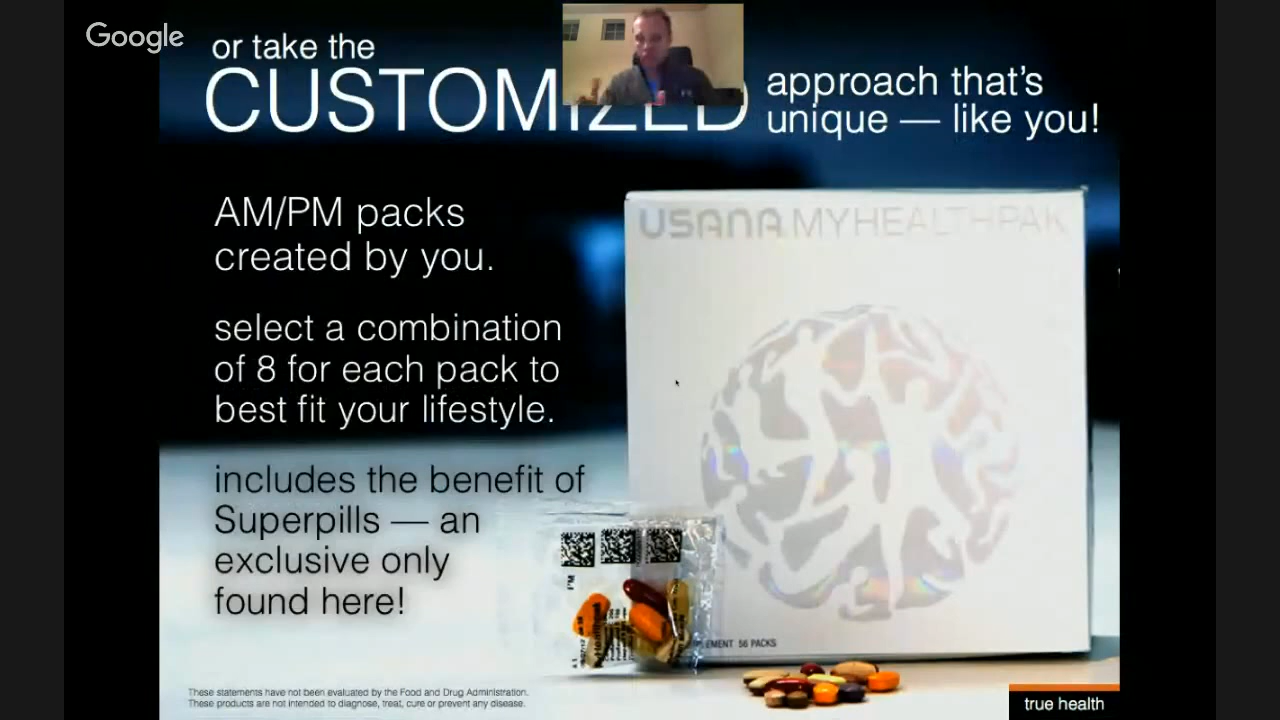 Google
or take the
CUSTOMIZED
approach that's
unique — like you!
AM/PM packs
created by you.
select a combination
of 8 for each pack to
best fit your lifestyle.
includes the benefit of
Superpills — an
exclusive only
found here!
USANA MYHEALTHPAK
PM
56 PACKS
These statements have not been evaluated by the Food and Drug Administration.
These products are not intended to diagnose, treat, cure or prevent any disease.
true health